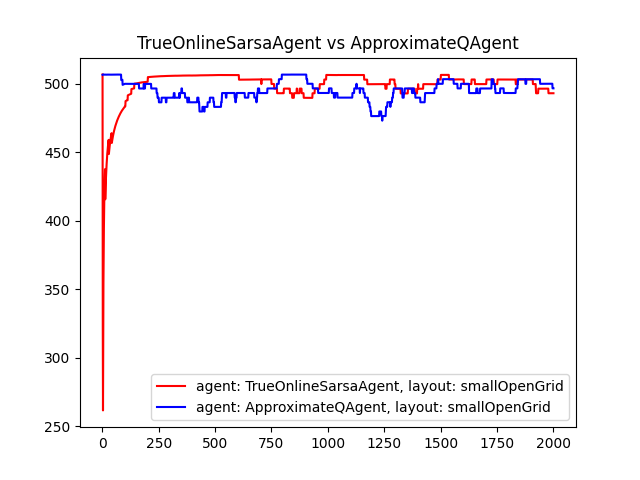 TrueOnlineSarsaAgent vs ApproximateQAgent
500
450
400
350
300
250
agent: TrueOnlineSarsaAgent, layout: smallOpenGrid
agent: ApproximateQAgent, layout: smallOpenGrid
0 250 500 750 1000 1250 1500 1750 2000